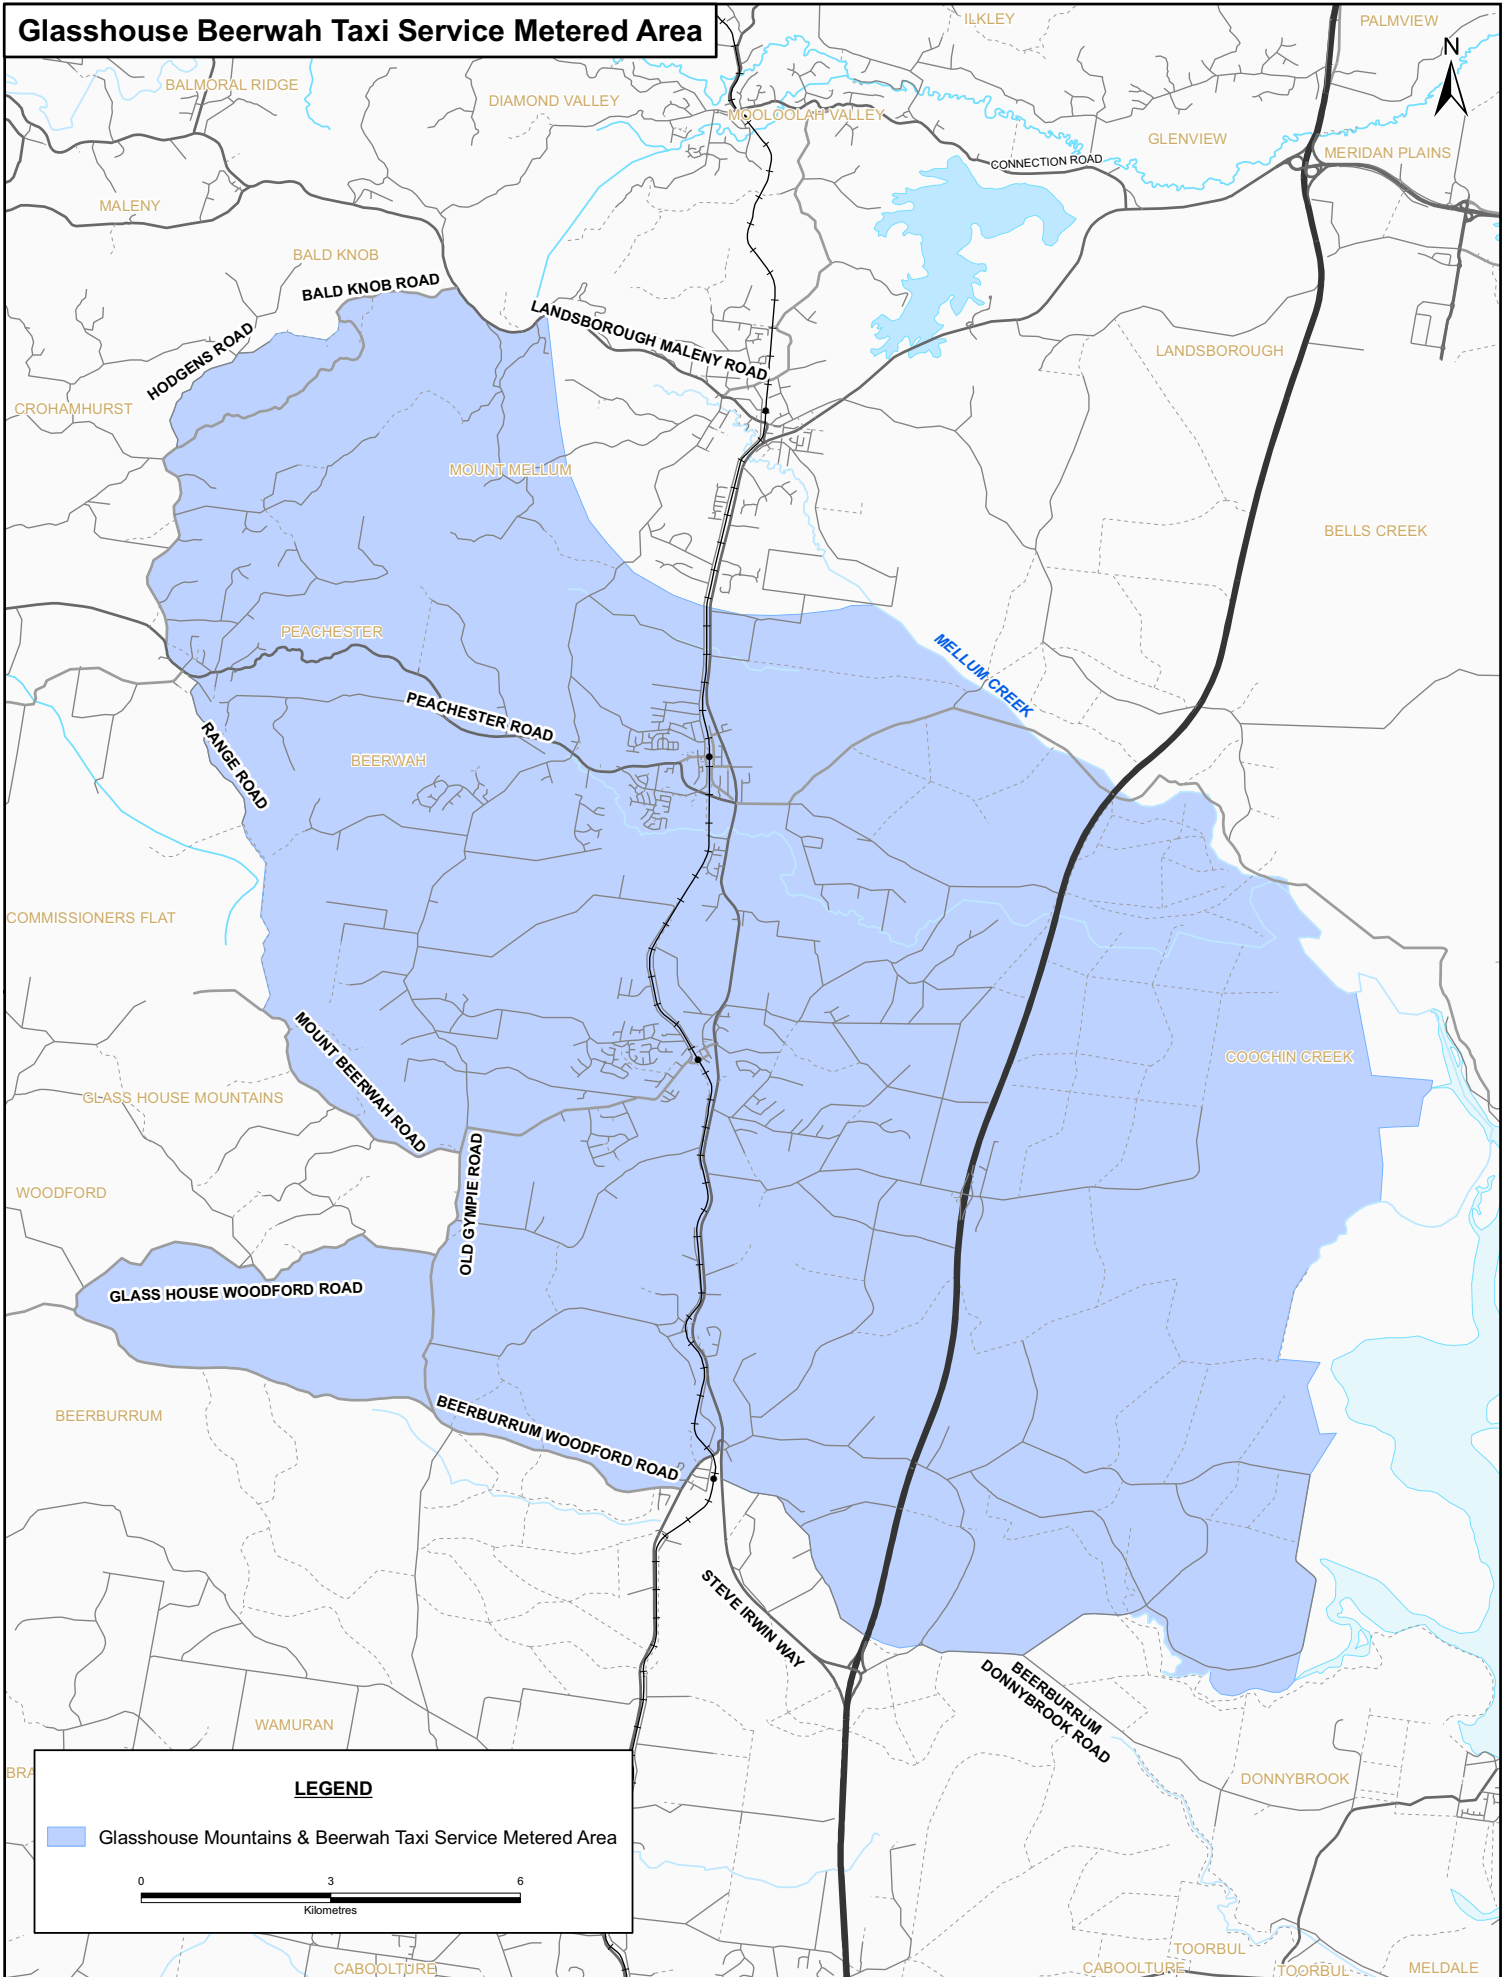 Glasshouse Beerwah Taxi Service Metered Area
ILKLEY
PALMVIEW
N
BALMORAL RIDGE
DIAMOND VALLEY
MOOLOOLAH VALLEY
GLENVIEW
MERIDAN PLAINS
CONNECTION ROAD
MALENY
BALD KNOB
BALD KNOB ROAD
LANDSBOROUGH MALENY ROAD
HODGENS ROAD
LANDSBOROUGH
CROHAMHURST
MOUNT MELLUM
BELLS CREEK
PEACHESTER
MELLUM CREEK
PEACHESTER ROAD
RANGE ROAD
BEERWAH
COMMISSIONERS FLAT
MOUNT BEERWAH ROAD
COOCHIN CREEK
GLASS HOUSE MOUNTAINS
OLD GYMPIE ROAD
WOODFORD
GLASS HOUSE WOODFORD ROAD
BEERBURRUM
BEERBURRUM WOODFORD ROAD
STEVE IRWIN WAY
BEERBURRUM
DONNYBROOK ROAD
WAMURAN
BRA
DONNYBROOK
LEGEND
Glasshouse Mountains & Beerwah Taxi Service Metered Area
0 3 6
Kilometres
TOORBUL
CABOOLTURE
CABOOLTURE
TOORBUL
MELDALE